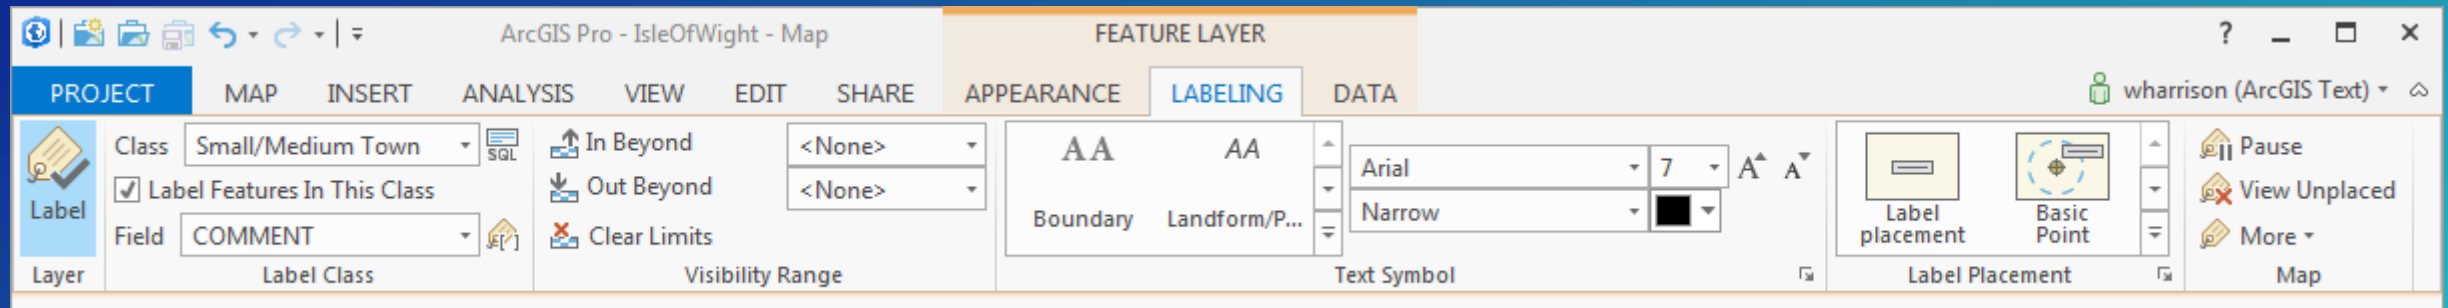 ArcGIS Pro - IsleOfWight - Map
FEATURE LAYER
?
PROJECT MAP INSERT ANALYSIS VIEW EDIT SHARE APPEARANCE LABELING DATA
wharrison (ArcGIS Text)
Label
Layer
Class Small/Medium Town
SQL
Label Features In This Class
Field COMMENT
Label Class
In Beyond <None>
Out Beyond <None>
Clear Limits
Visibility Range
AA AA
Boundary Landform/P...
Arial 7 A A
Narrow
Text Symbol
Label placement
Basic Point
Label Placement
Pause
View Unplaced
More
Map